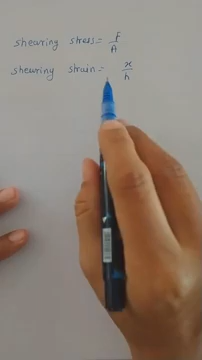 shearing stress = F/A
shearing strain = x/h